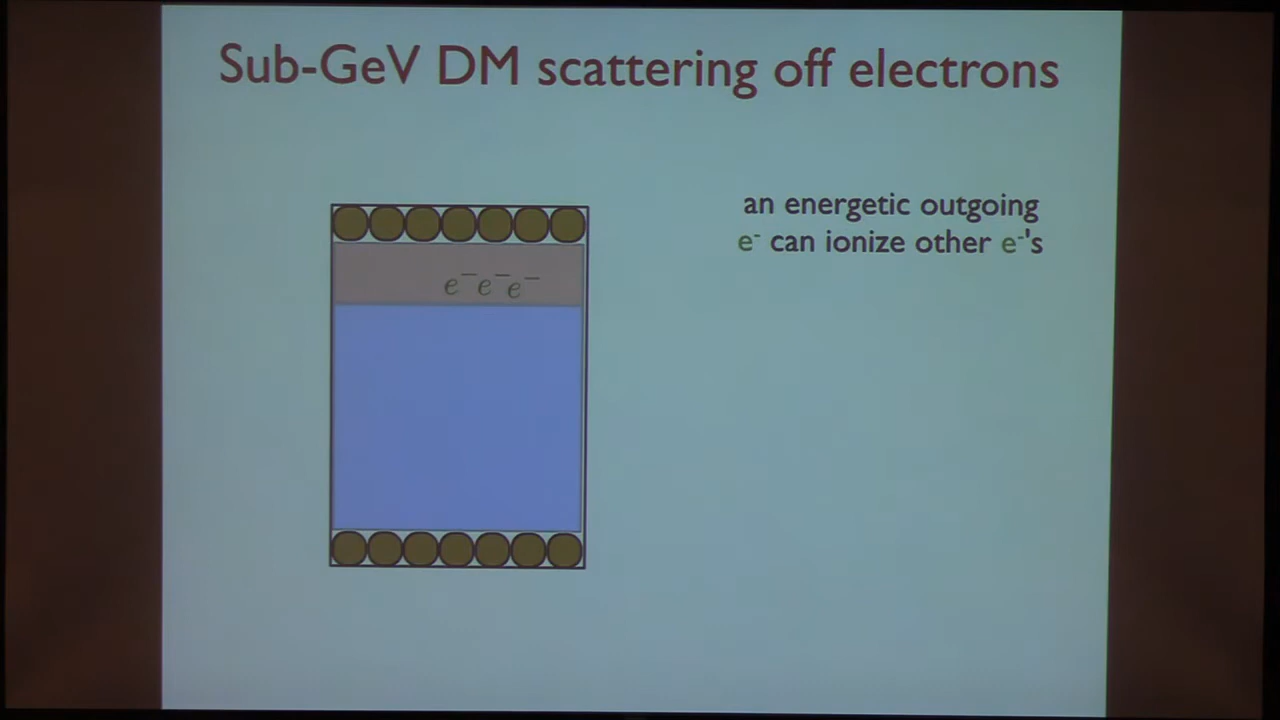 Sub-GeV DM scattering off electrons
an energetic outgoing
e⁻ can ionize other e⁻'s
e⁻e⁻e⁻